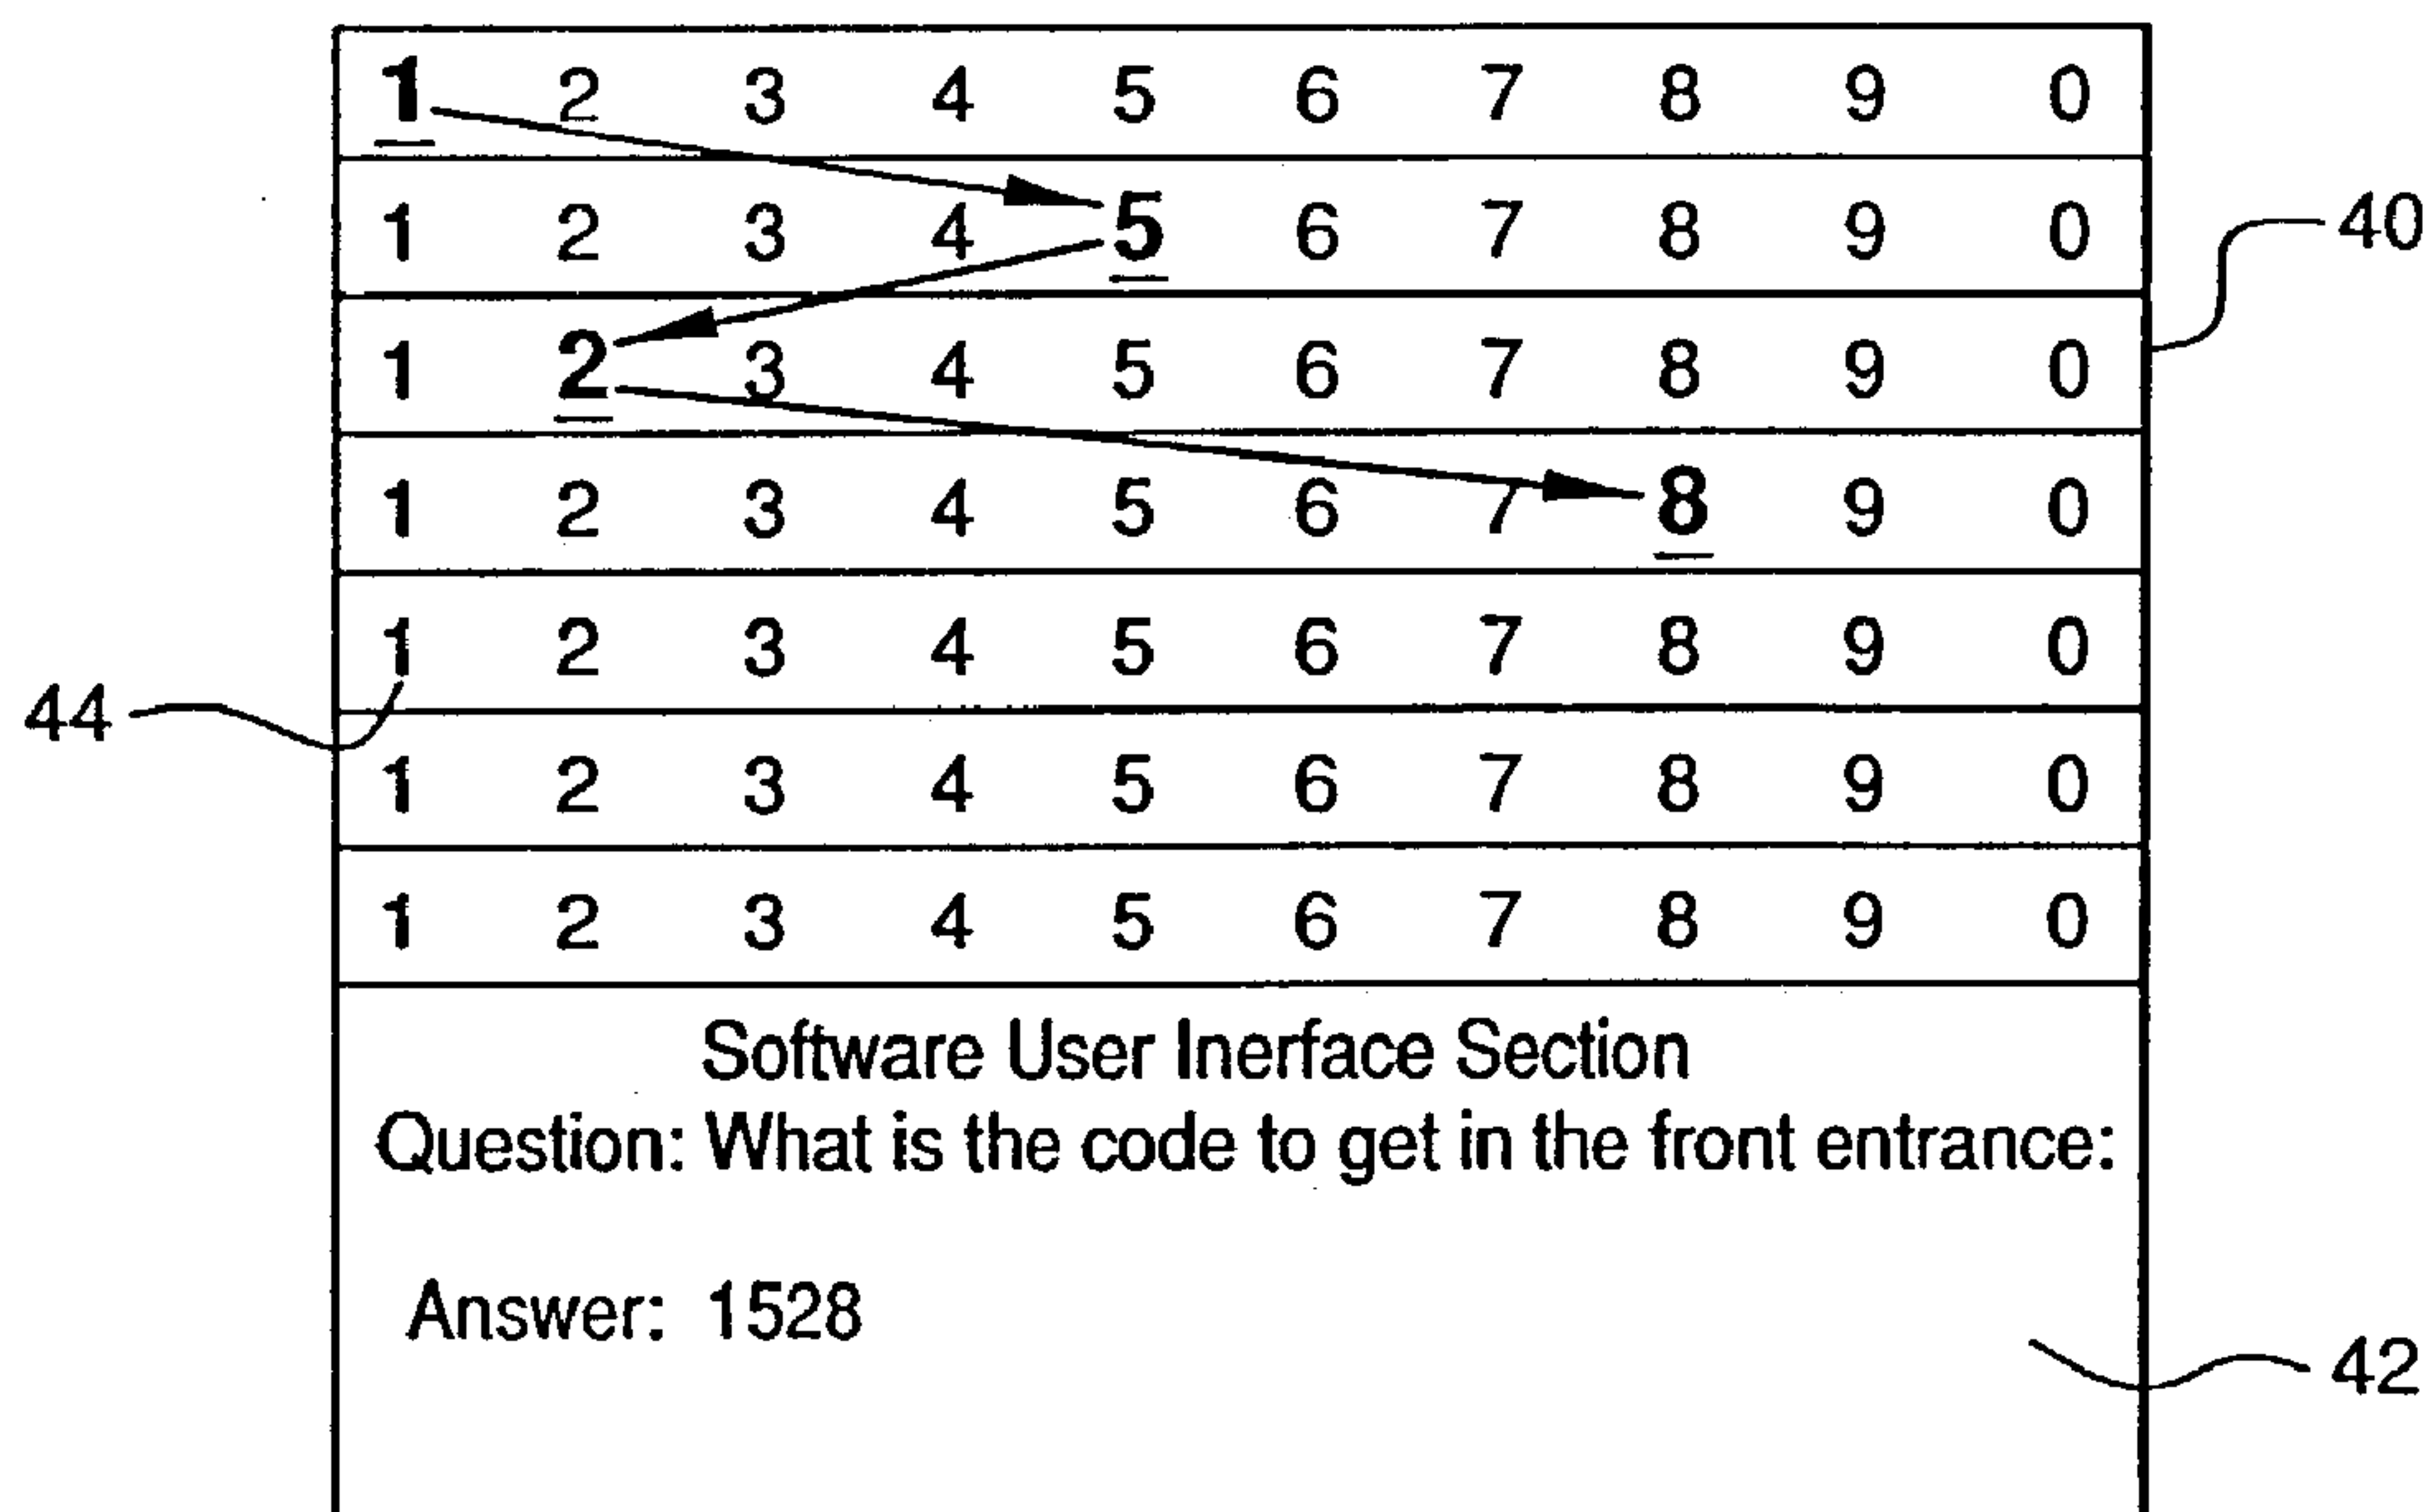 1 2 3 4 5 6 7 8 9 0
1 2 3 4 5 6 7 8 9 0
40
1 2 3 4 5 6 7 8 9 0
1 2 3 4 5 6 7 8 9 0
1 2 3 4 5 6 7 8 9 0
44
1 2 3 4 5 6 7 8 9 0
1 2 3 4 5 6 7 8 9 0
Software User Inerface Section
Question: What is the code to get in the front entrance:
Answer: 1528
42